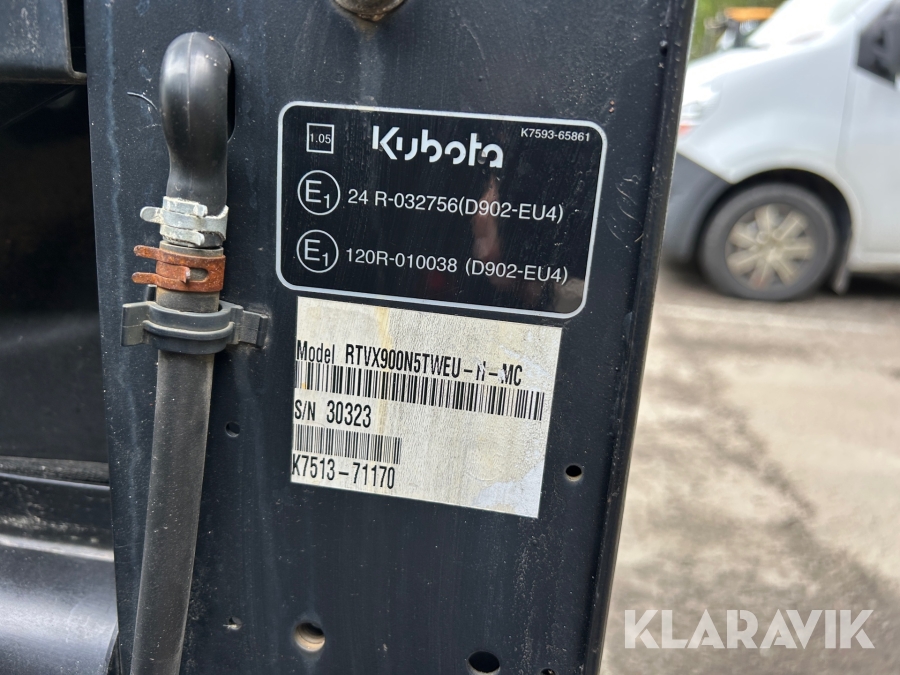 1.05
Kubota
K7593-65861
E1 24 R-032756(D902-EU4)
E1 120R-010038 (D902-EU4)
Model RTVX900N5TWEU-H-MC
S/N 30323
K7513-71170
KLARAVIK